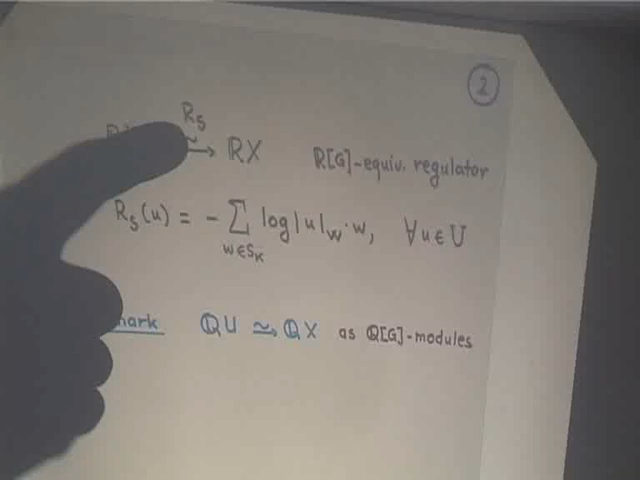 2
R_S
~
→ RX R[G]-equiv. regulator
R_S(u) = - ∑_{w∈S_K} log|u|_w · w, ∀u∈U
mark QU ≃ QX as Q[G]-modules